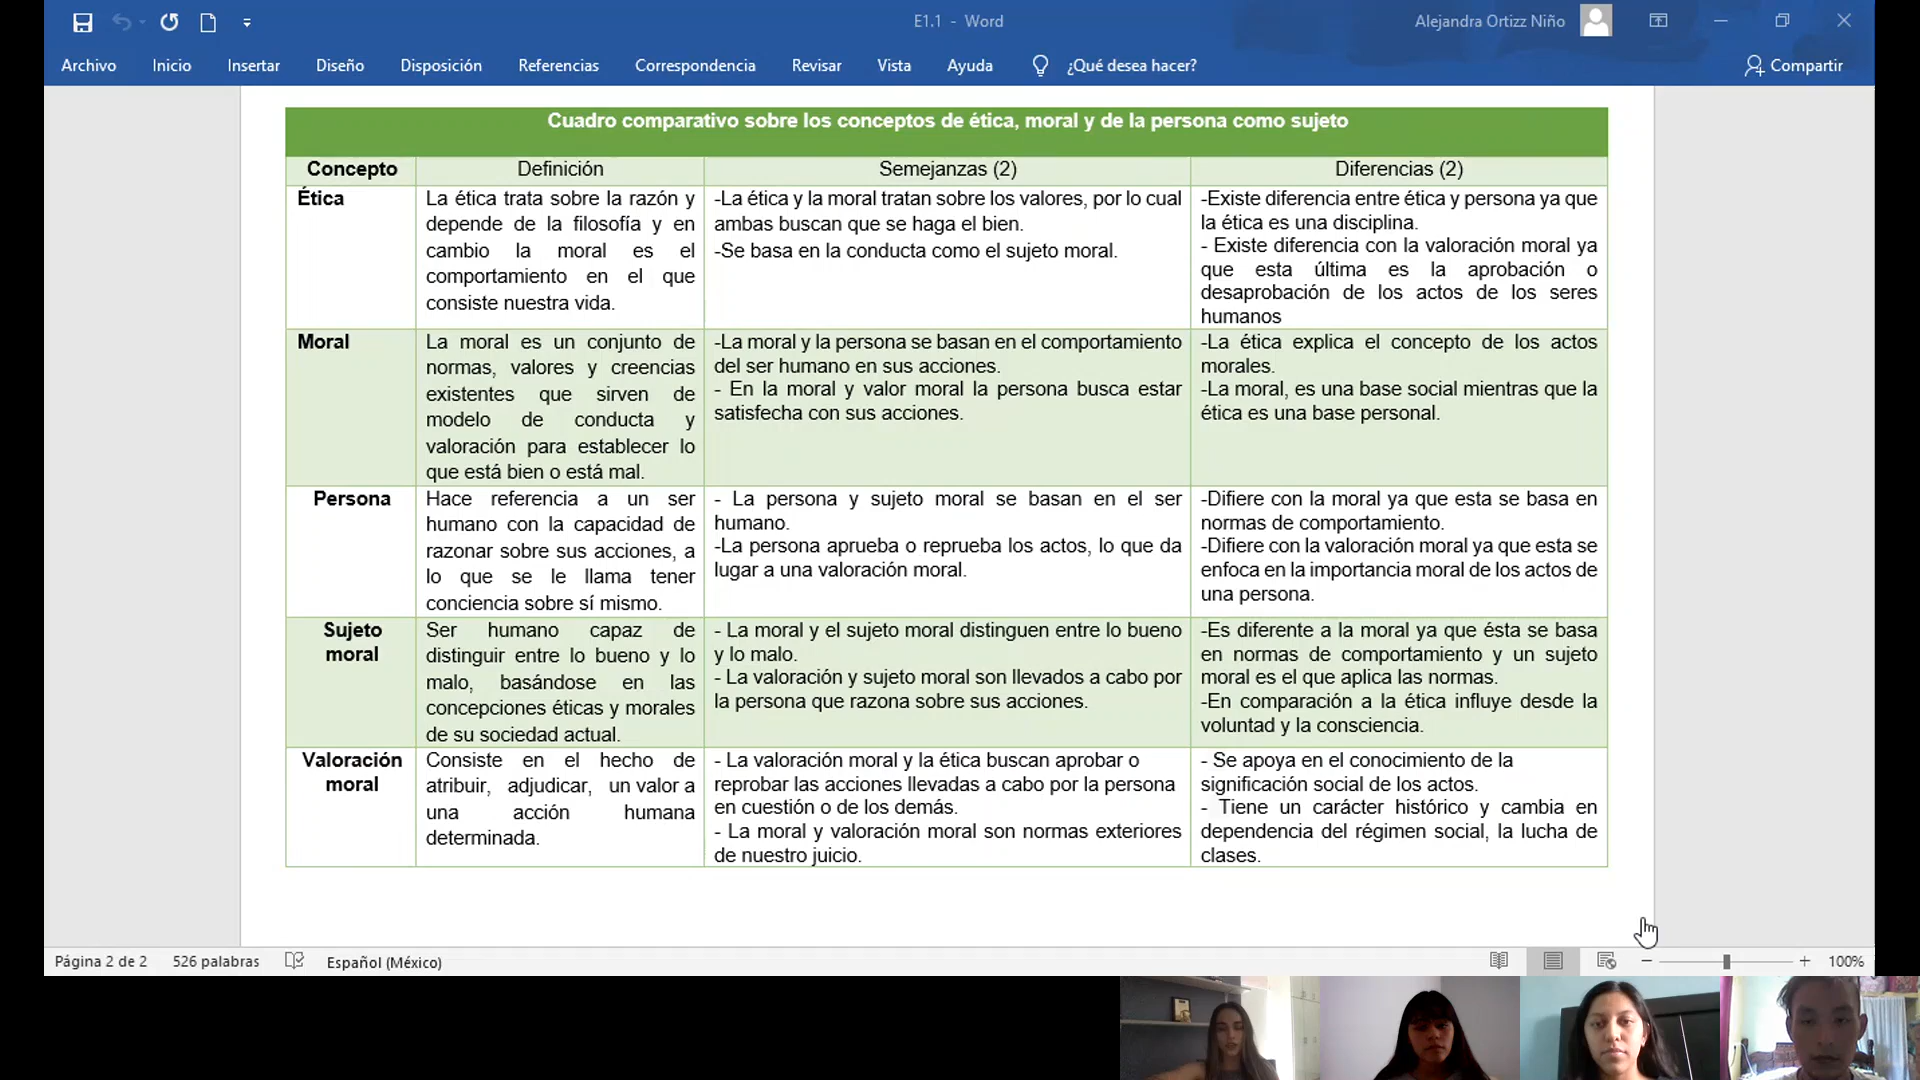 E1.1 - Word
Alejandra Ortizz Niño
Archivo Inicio Insertar Diseño Disposición Referencias Correspondencia Revisar Vista Ayuda ¿Qué desea hacer? Compartir
Cuadro comparativo sobre los conceptos de ética, moral y de la persona como sujeto
Concepto Definición Semejanzas (2) Diferencias (2)
Ética
La ética trata sobre la razón y
depende de la filosofía y en
cambio la moral es el
comportamiento en el que
consiste nuestra vida.
-La ética y la moral tratan sobre los valores, por lo cual
ambas buscan que se haga el bien.
-Se basa en la conducta como el sujeto moral.
-Existe diferencia entre ética y persona ya que
la ética es una disciplina.
- Existe diferencia con la valoración moral ya
que esta última es la aprobación o
desaprobación de los actos de los seres
humanos
Moral
La moral es un conjunto de
normas, valores y creencias
existentes que sirven de
modelo de conducta y
valoración para establecer lo
que está bien o está mal.
-La moral y la persona se basan en el comportamiento
del ser humano en sus acciones.
- En la moral y valor moral la persona busca estar
satisfecha con sus acciones.
-La ética explica el concepto de los actos
morales.
-La moral, es una base social mientras que la
ética es una base personal.
Persona
Hace referencia a un ser
humano con la capacidad de
razonar sobre sus acciones, a
lo que se le llama tener
conciencia sobre sí mismo.
- La persona y sujeto moral se basan en el ser
humano.
-La persona aprueba o reprueba los actos, lo que da
lugar a una valoración moral.
-Difiere con la moral ya que esta se basa en
normas de comportamiento.
-Difiere con la valoración moral ya que esta se
enfoca en la importancia moral de los actos de
una persona.
Sujeto
moral
Ser humano capaz de
distinguir entre lo bueno y lo
malo, basándose en las
concepciones éticas y morales
de su sociedad actual.
- La moral y el sujeto moral distinguen entre lo bueno
y lo malo.
- La valoración y sujeto moral son llevados a cabo por
la persona que razona sobre sus acciones.
-Es diferente a la moral ya que ésta se basa
en normas de comportamiento y un sujeto
moral es el que aplica las normas.
-En comparación a la ética influye desde la
voluntad y la consciencia.
Valoración
moral
Consiste en el hecho de
atribuir, adjudicar, un valor a
una acción humana
determinada.
- La valoración moral y la ética buscan aprobar o
reprobar las acciones llevadas a cabo por la persona
en cuestión o de los demás.
- La moral y valoración moral son normas exteriores
de nuestro juicio.
- Se apoya en el conocimiento de la
significación social de los actos.
- Tiene un carácter histórico y cambia en
dependencia del régimen social, la lucha de
clases.
Página 2 de 2 526 palabras Español (México) 100%